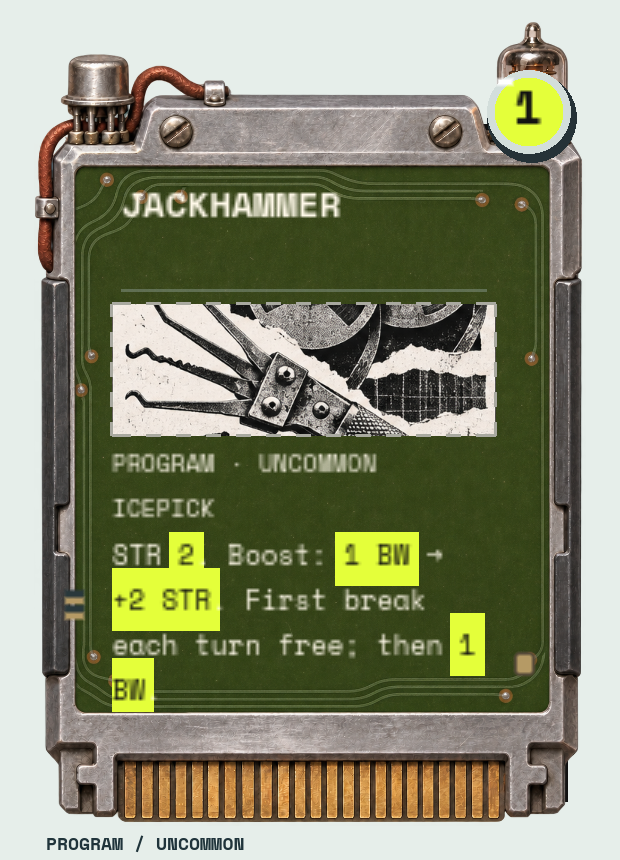 1
JACKHAMMER
PROGRAM · UNCOMMON
ICEPICK
STR 2. Boost: 1 BW →
+2 STR. First break
each turn free; then 1
BW.
PROGRAM / UNCOMMON